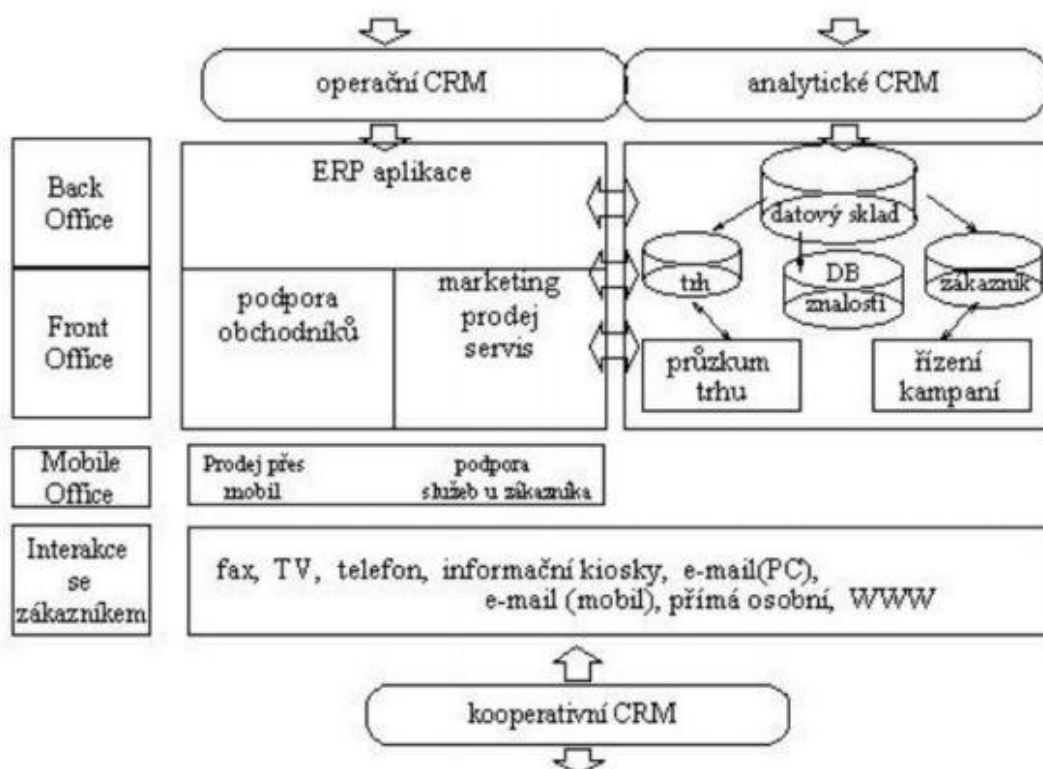 operační CRM
analytické CRM
Back
Office
ERP aplikace
datový sklad
trh
DB
znalostí
zákazník
Front
Office
podpora
obchodníků
marketing
prodej
servis
průzkum
trhu
řízení
kampaní
Mobile
Office
Prodej přes
mobil
podpora
služeb u zákazníka
Interakce
se
zákazníkem
fax, TV, telefon, informační kiosky, e-mail(PC),
e-mail (mobil), přímá osobní, WWW
kooperativní CRM